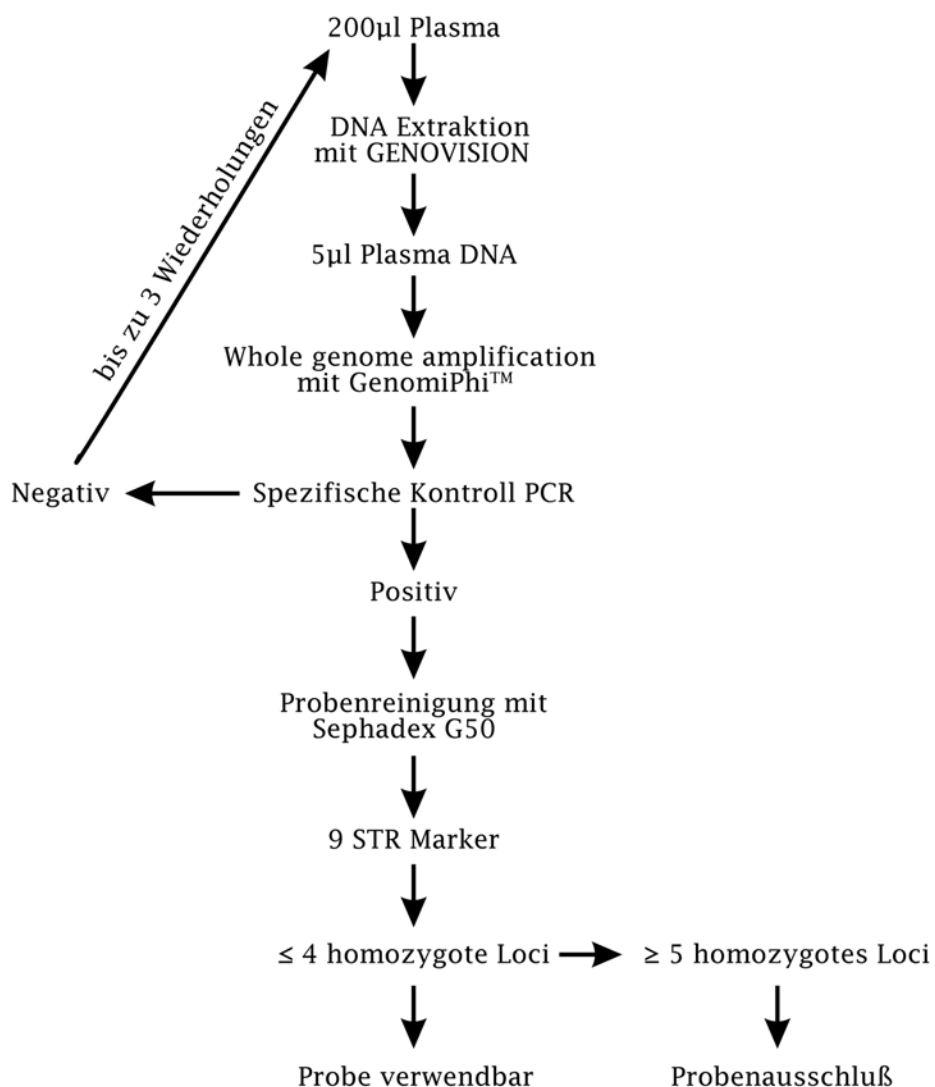 200µl Plasma
DNA Extraktion
mit GENOVISION
5µl Plasma DNA
Whole genome amplification
mit GenomiPhi™
bis zu 3 Wiederholungen
Negativ
Spezifische Kontroll PCR
Positiv
Probenreinigung mit
Sephadex G50
9 STR Marker
≤ 4 homozygote Loci
≥ 5 homozygotes Loci
Probe verwendbar
Probenausschluß